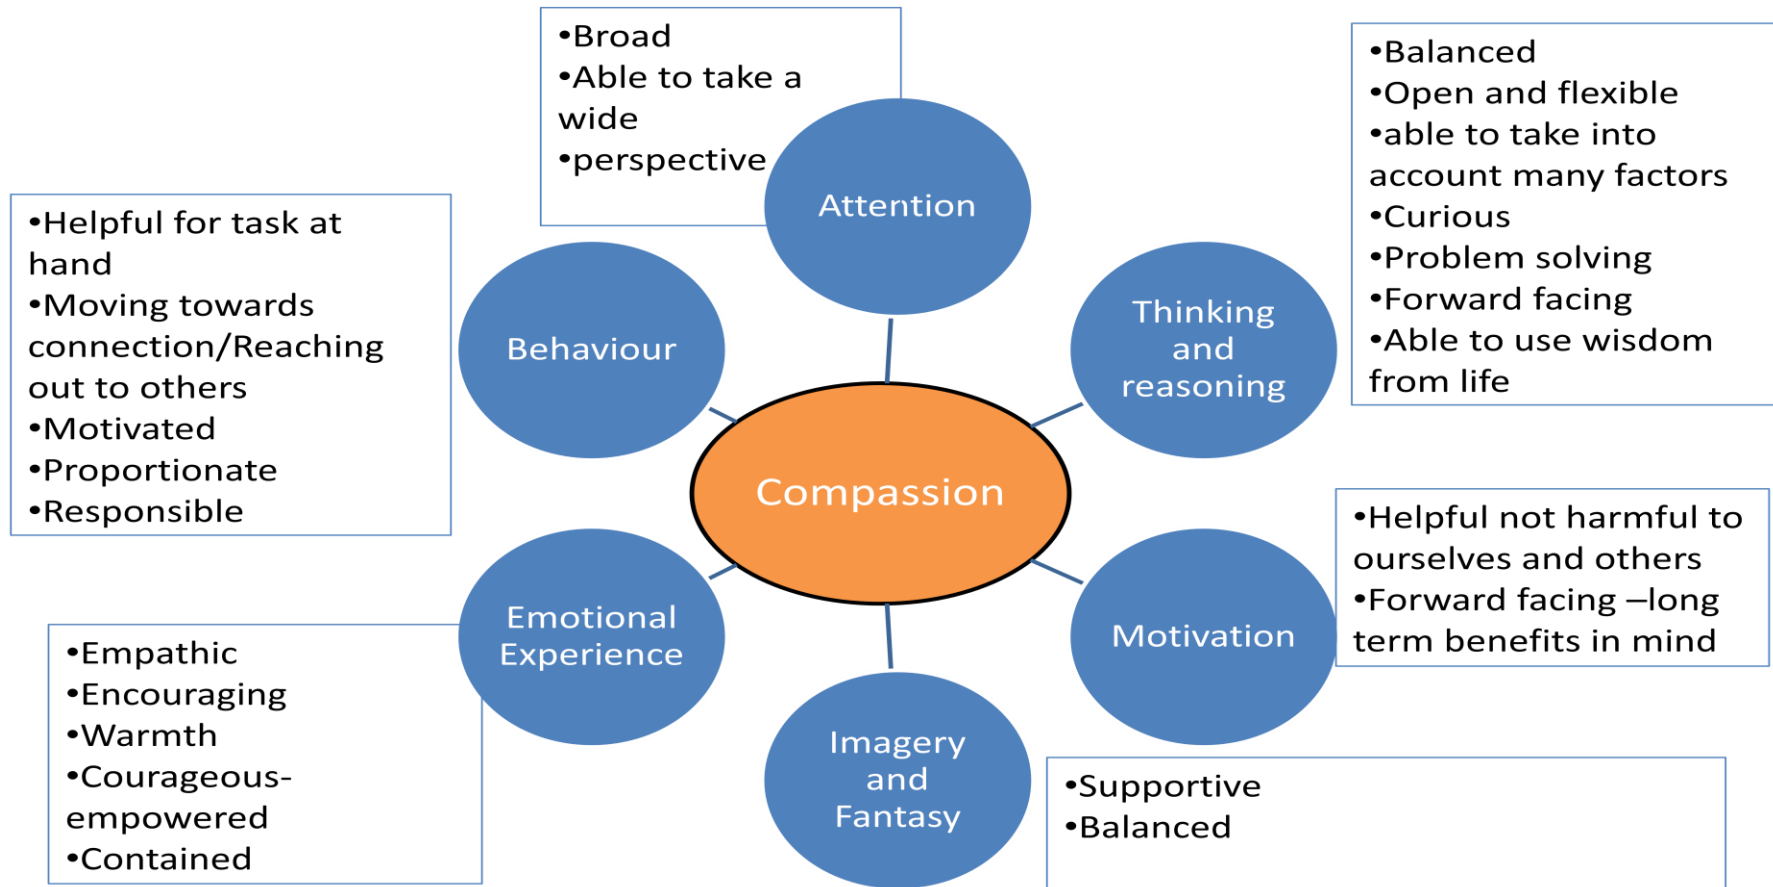 •Broad
•Able to take a
wide
•perspective
Attention
•Balanced
•Open and flexible
•able to take into
account many factors
•Curious
•Problem solving
•Forward facing
•Able to use wisdom
from life
Thinking
and
reasoning
•Helpful for task at
hand
•Moving towards
connection/Reaching
out to others
•Motivated
•Proportionate
•Responsible
Behaviour
Compassion
•Helpful not harmful to
ourselves and others
•Forward facing –long
term benefits in mind
Motivation
Emotional
Experience
•Empathic
•Encouraging
•Warmth
•Courageous-
empowered
•Contained
Imagery
and
Fantasy
•Supportive
•Balanced